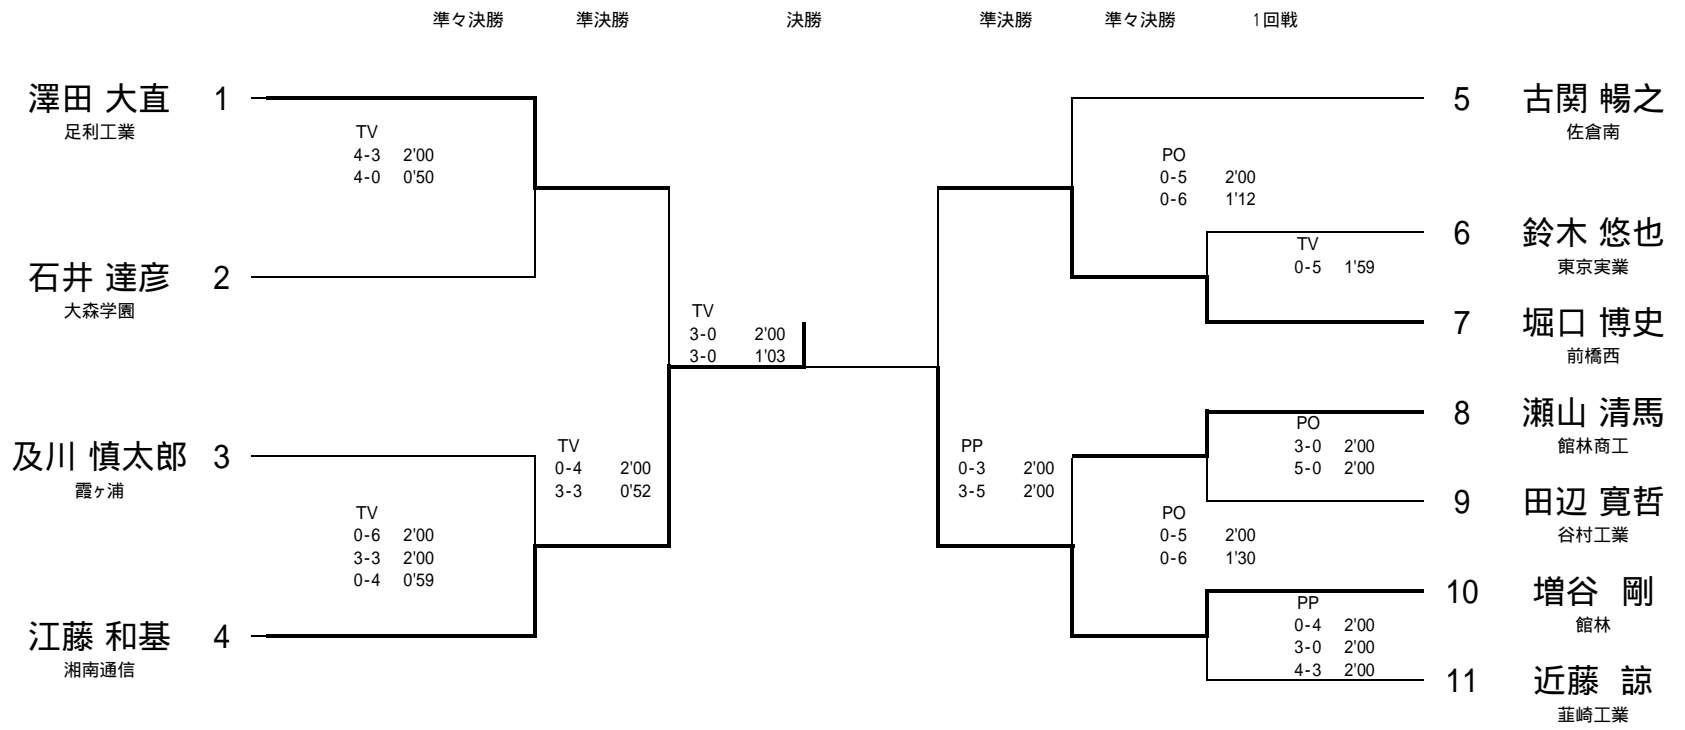 準々決勝 準決勝 決勝 準決勝 準々決勝 1回戦
澤田 大直 1
足利工業
TV
4-3 2'00
4-0 0'50
石井 達彦 2
大森学園
及川 慎太郎 3
霞ヶ浦
TV
0-6 2'00
3-3 2'00
0-4 0'59
江藤 和基 4
湘南通信
TV
0-4 2'00
3-3 0'52
TV
3-0 2'00
3-0 1'03
PP
0-3 2'00
3-5 2'00
5 古関 暢之
佐倉南
PO
0-5 2'00
0-6 1'12
6 鈴木 悠也
東京実業
TV
0-5 1'59
7 堀口 博史
前橋西
8 瀬山 清馬
館林商工
PO
3-0 2'00
5-0 2'00
9 田辺 寛哲
谷村工業
PO
0-5 2'00
0-6 1'30
10 増谷 剛
館林
PP
0-4 2'00
3-0 2'00
4-3 2'00
11 近藤 諒
韮崎工業